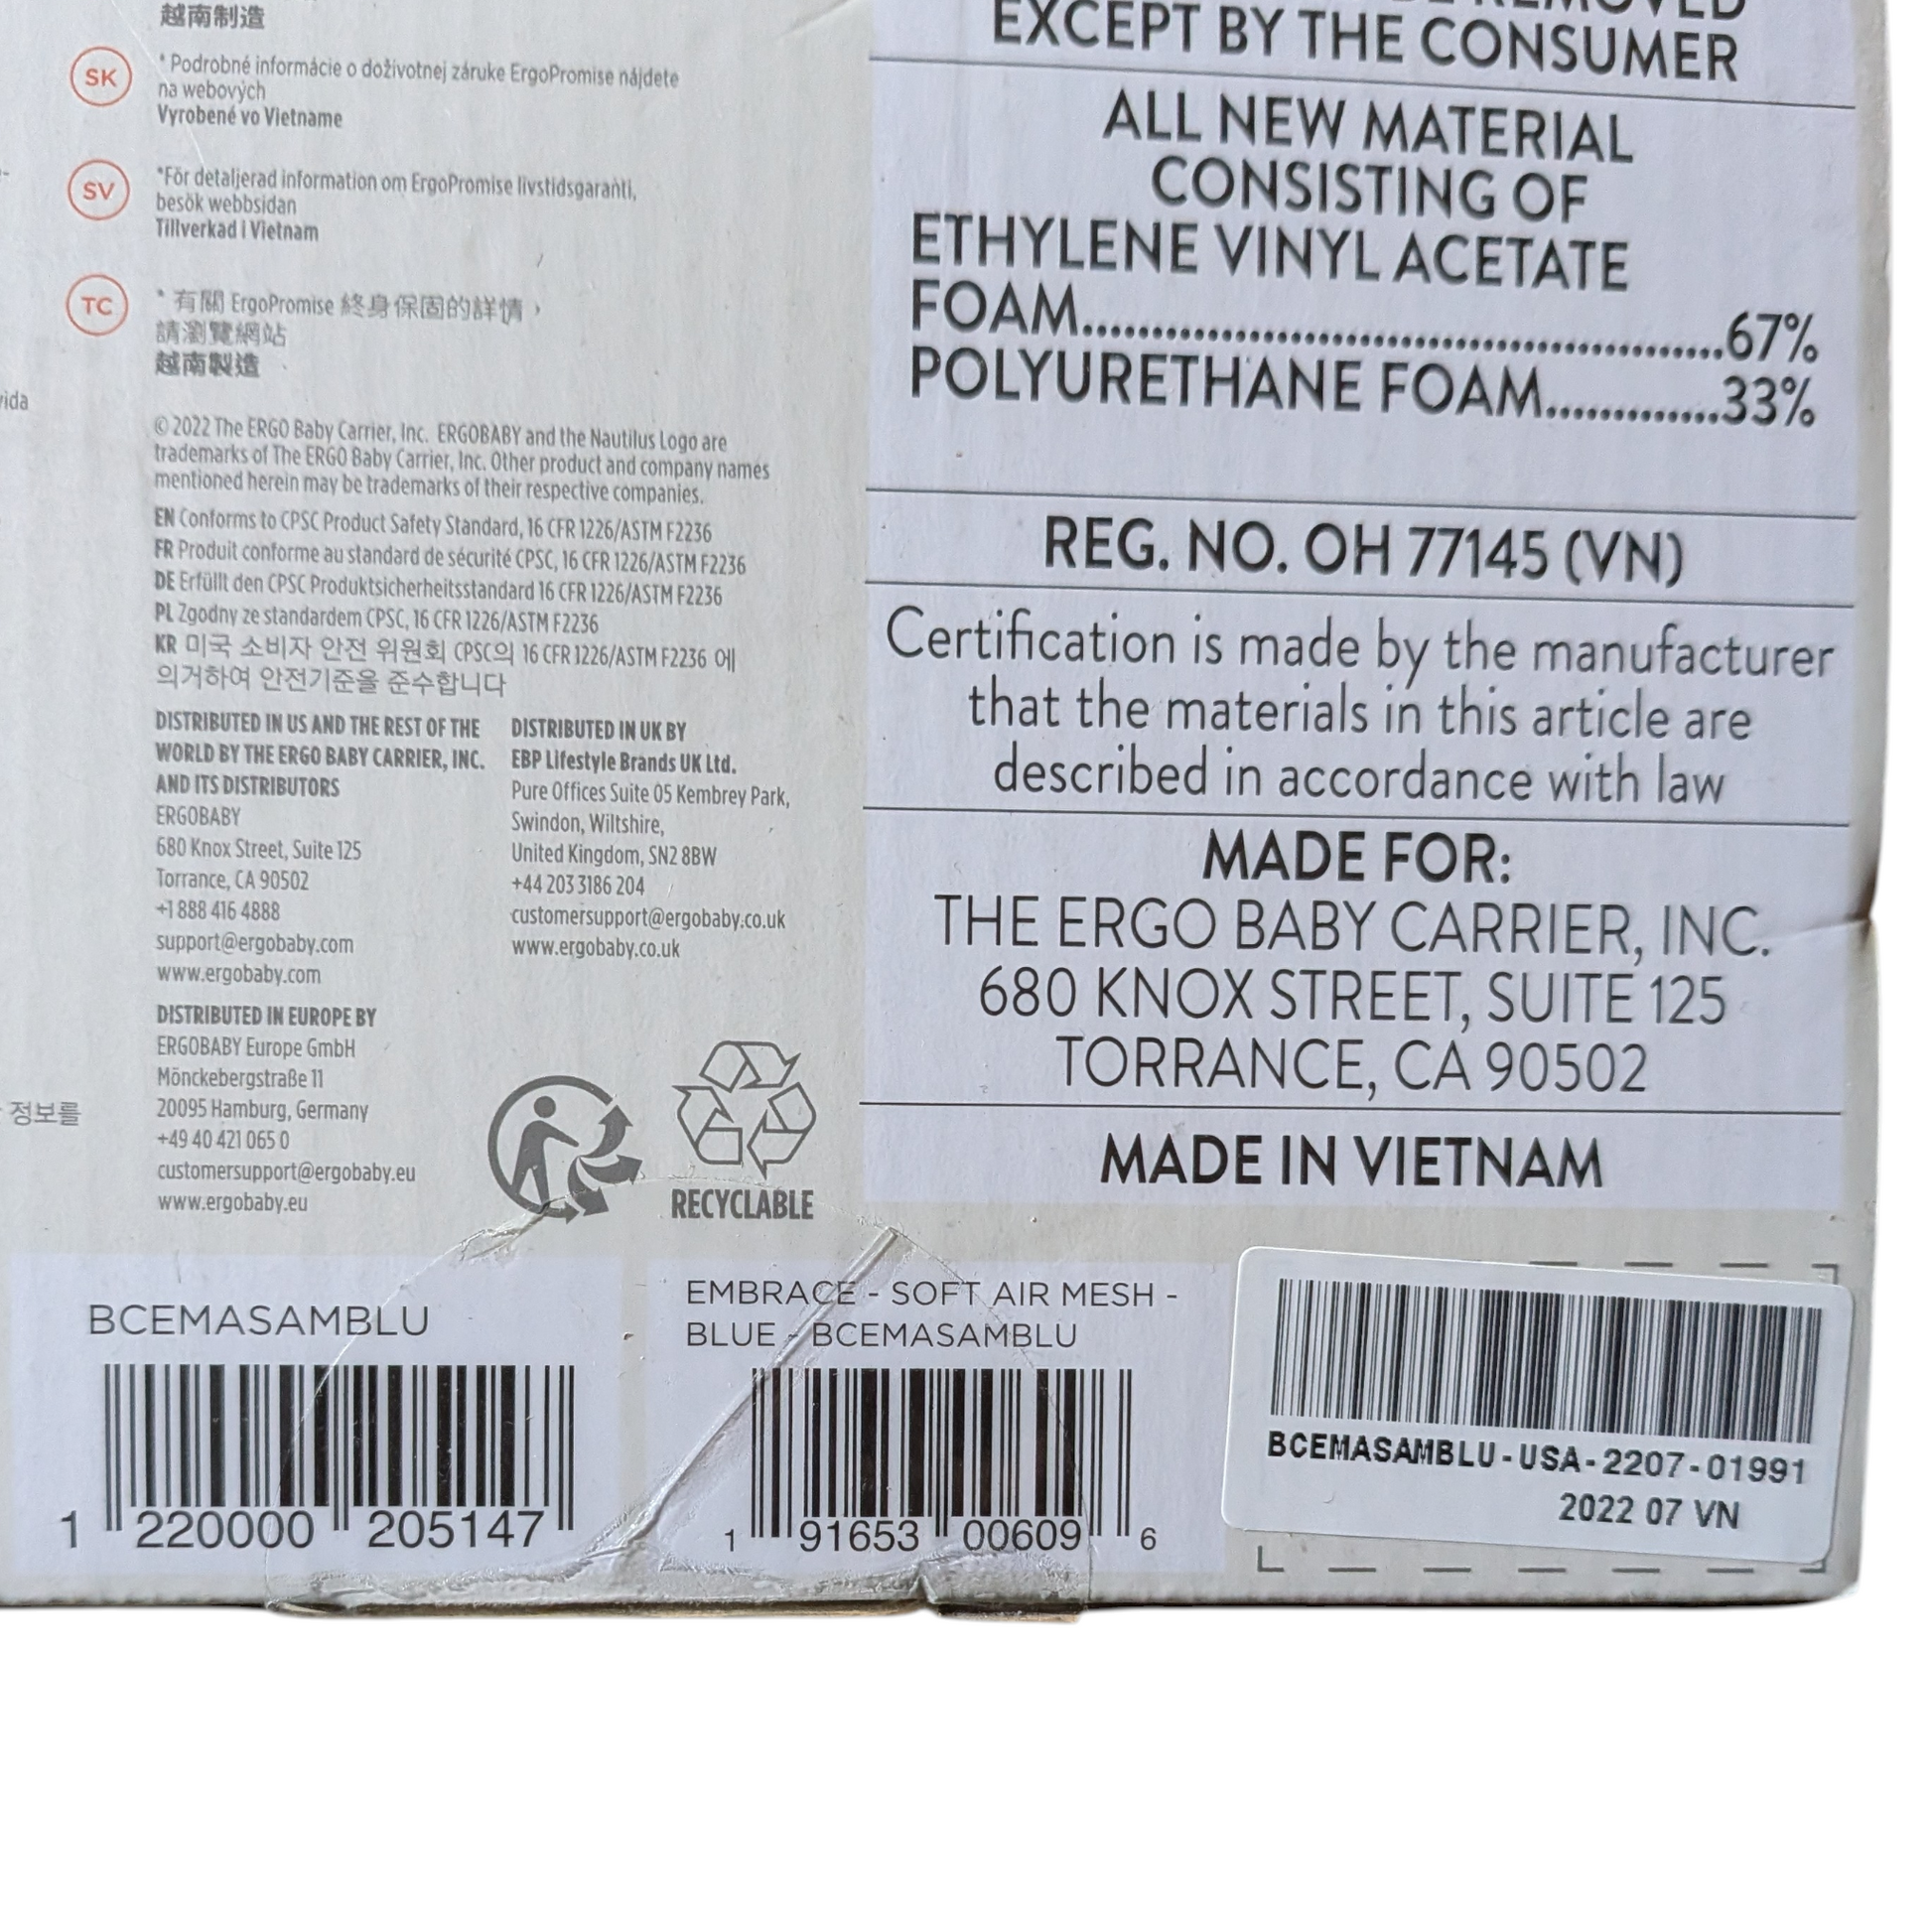 越南制造
SK
* Podrobné informácie o doživotnej záruke ErgoPromise nájdete
na webových
Vyrobené vo Vietname
SV
*För detaljerad information om ErgoPromise livstidsgaranti,
besök webbsidan
Tillverkad i Vietnam
TC
* 有關 ErgoPromise 終身保固的詳情，
請瀏覽網站
越南製造
vida
© 2022 The ERGO Baby Carrier, Inc. ERGOBABY and the Nautilus Logo are
trademarks of The ERGO Baby Carrier, Inc. Other product and company names
mentioned herein may be trademarks of their respective companies.
EN Conforms to CPSC Product Safety Standard, 16 CFR 1226/ASTM F2236
FR Produit conforme au standard de sécurité CPSC, 16 CFR 1226/ASTM F2236
DE Erfüllt den CPSC Produktsicherheitsstandard 16 CFR 1226/ASTM F2236
PL Zgodny ze standardem CPSC, 16 CFR 1226/ASTM F2236
KR 미국 소비자 안전 위원회 CPSC의 16 CFR 1226/ASTM F2236 에
의거하여 안전기준을 준수합니다
DISTRIBUTED IN US AND THE REST OF THE
WORLD BY THE ERGO BABY CARRIER, INC.
AND ITS DISTRIBUTORS
ERGOBABY
680 Knox Street, Suite 125
Torrance, CA 90502
+1 888 416 4888
support@ergobaby.com
www.ergobaby.com
DISTRIBUTED IN UK BY
EBP Lifestyle Brands UK Ltd.
Pure Offices Suite 05 Kembrey Park,
Swindon, Wiltshire,
United Kingdom, SN2 8BW
+44 203 3186 204
customersupport@ergobaby.co.uk
www.ergobaby.co.uk
DISTRIBUTED IN EUROPE BY
ERGOBABY Europe GmbH
Mönckebergstraße 11
20095 Hamburg, Germany
+49 40 421 065 0
customersupport@ergobaby.eu
www.ergobaby.eu
정보를
RECYCLABLE
EXCEPT BY THE CONSUMER
ALL NEW MATERIAL
CONSISTING OF
ETHYLENE VINYL ACETATE
FOAM..................................................67%
POLYURETHANE FOAM.............33%
REG. NO. OH 77145 (VN)
Certification is made by the manufacturer
that the materials in this article are
described in accordance with law
MADE FOR:
THE ERGO BABY CARRIER, INC.
680 KNOX STREET, SUITE 125
TORRANCE, CA 90502
MADE IN VIETNAM
BCEMASAMBLU
1 220000 205147
EMBRACE - SOFT AIR MESH -
BLUE - BCEMASAMBLU
1 91653 00609 6
BCEMASAMBLU-USA-2207-01991
2022 07 VN